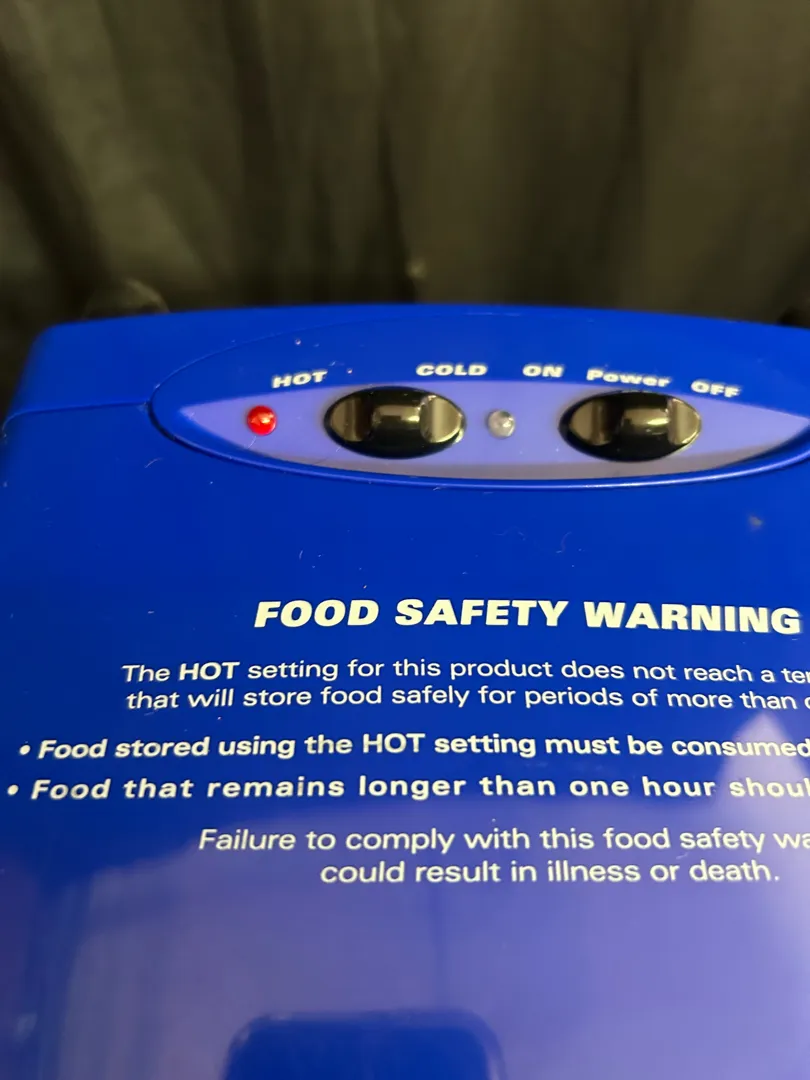 HOT COLD ON Power OFF
FOOD SAFETY WARNING
The HOT setting for this product does not reach a
that will store food safely for periods of more than
• Food stored using the HOT setting must be consumed
• Food that remains longer than one hour
Failure to comply with this food safety
could result in illness or death.